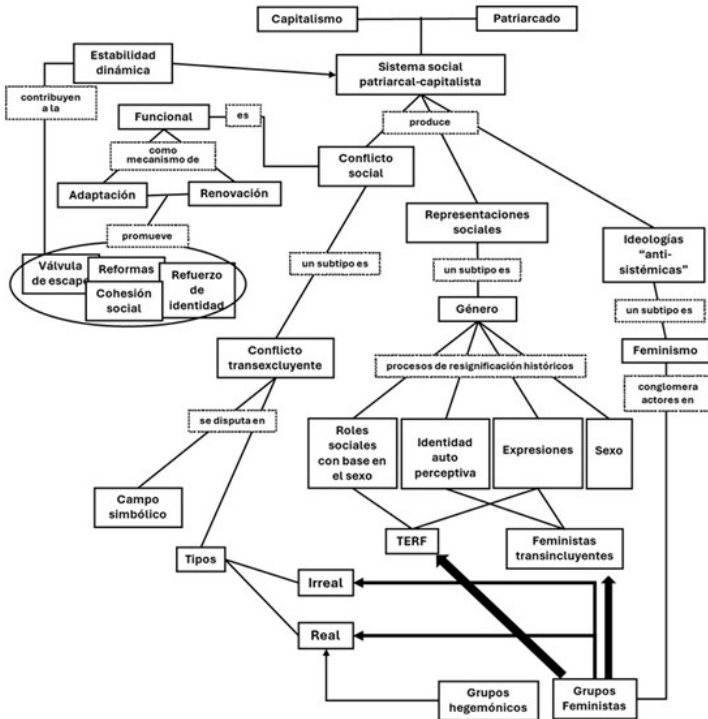 Capitalismo
Patriarcado
Estabilidad
dinámica
Sistema social
patriarcal-capitalista
contribuyen
a la
Funcional
es
produce
como
mecanismo de
Conflicto
social
Adaptación
Renovación
Representaciones
sociales
promueve
Ideologías
“anti-
sistémicas”
Válvula
de escape
Reformas
Cohesión
social
Refuerzo
de
identidad
un subtipo es
un subtipo es
Género
un subtipo es
Conflicto
transexcluyente
Feminismo
procesos de resignificación históricos
conglomera
actores en
se disputa en
Roles
sociales
con base en
el sexo
Identidad
auto
perceptiva
Expresiones
Sexo
Campo
simbólico
TERF
Feministas
transincluyentes
Tipos
Irreal
Real
Grupos
hegemónicos
Grupos
Feministas